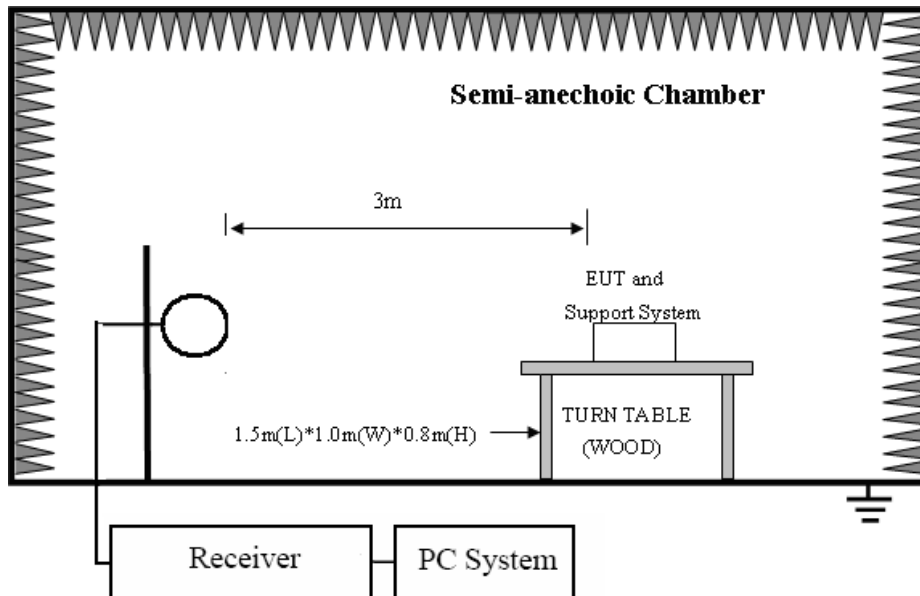 Semi-anechoic Chamber
3m
EUT and
Support System
1.5m(L)*1.0m(W)*0.8m(H)
TURN TABLE
(WOOD)
Receiver
PC System